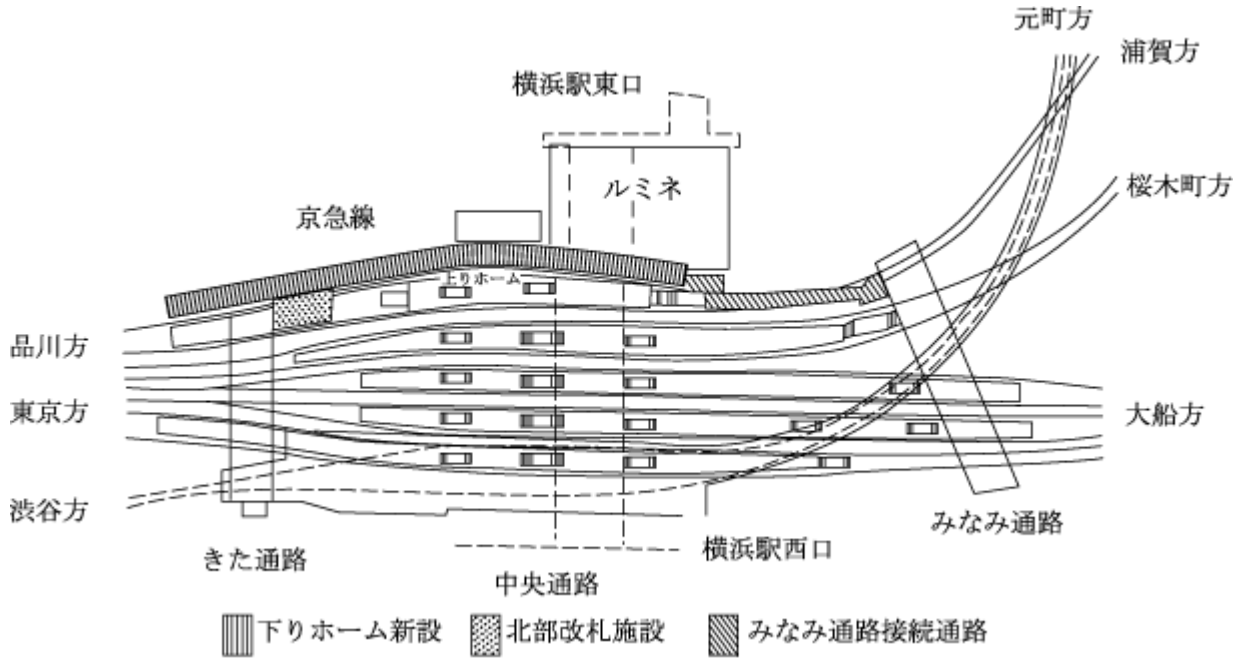 元町方
浦賀方
横浜駅東口
ルミネ
桜木町方
京急線
上りホーム
品川方
東京方
大船方
渋谷方
みなみ通路
横浜駅西口
きた通路
中央通路
下りホーム新設
北部改札施設
みなみ通路接続通路